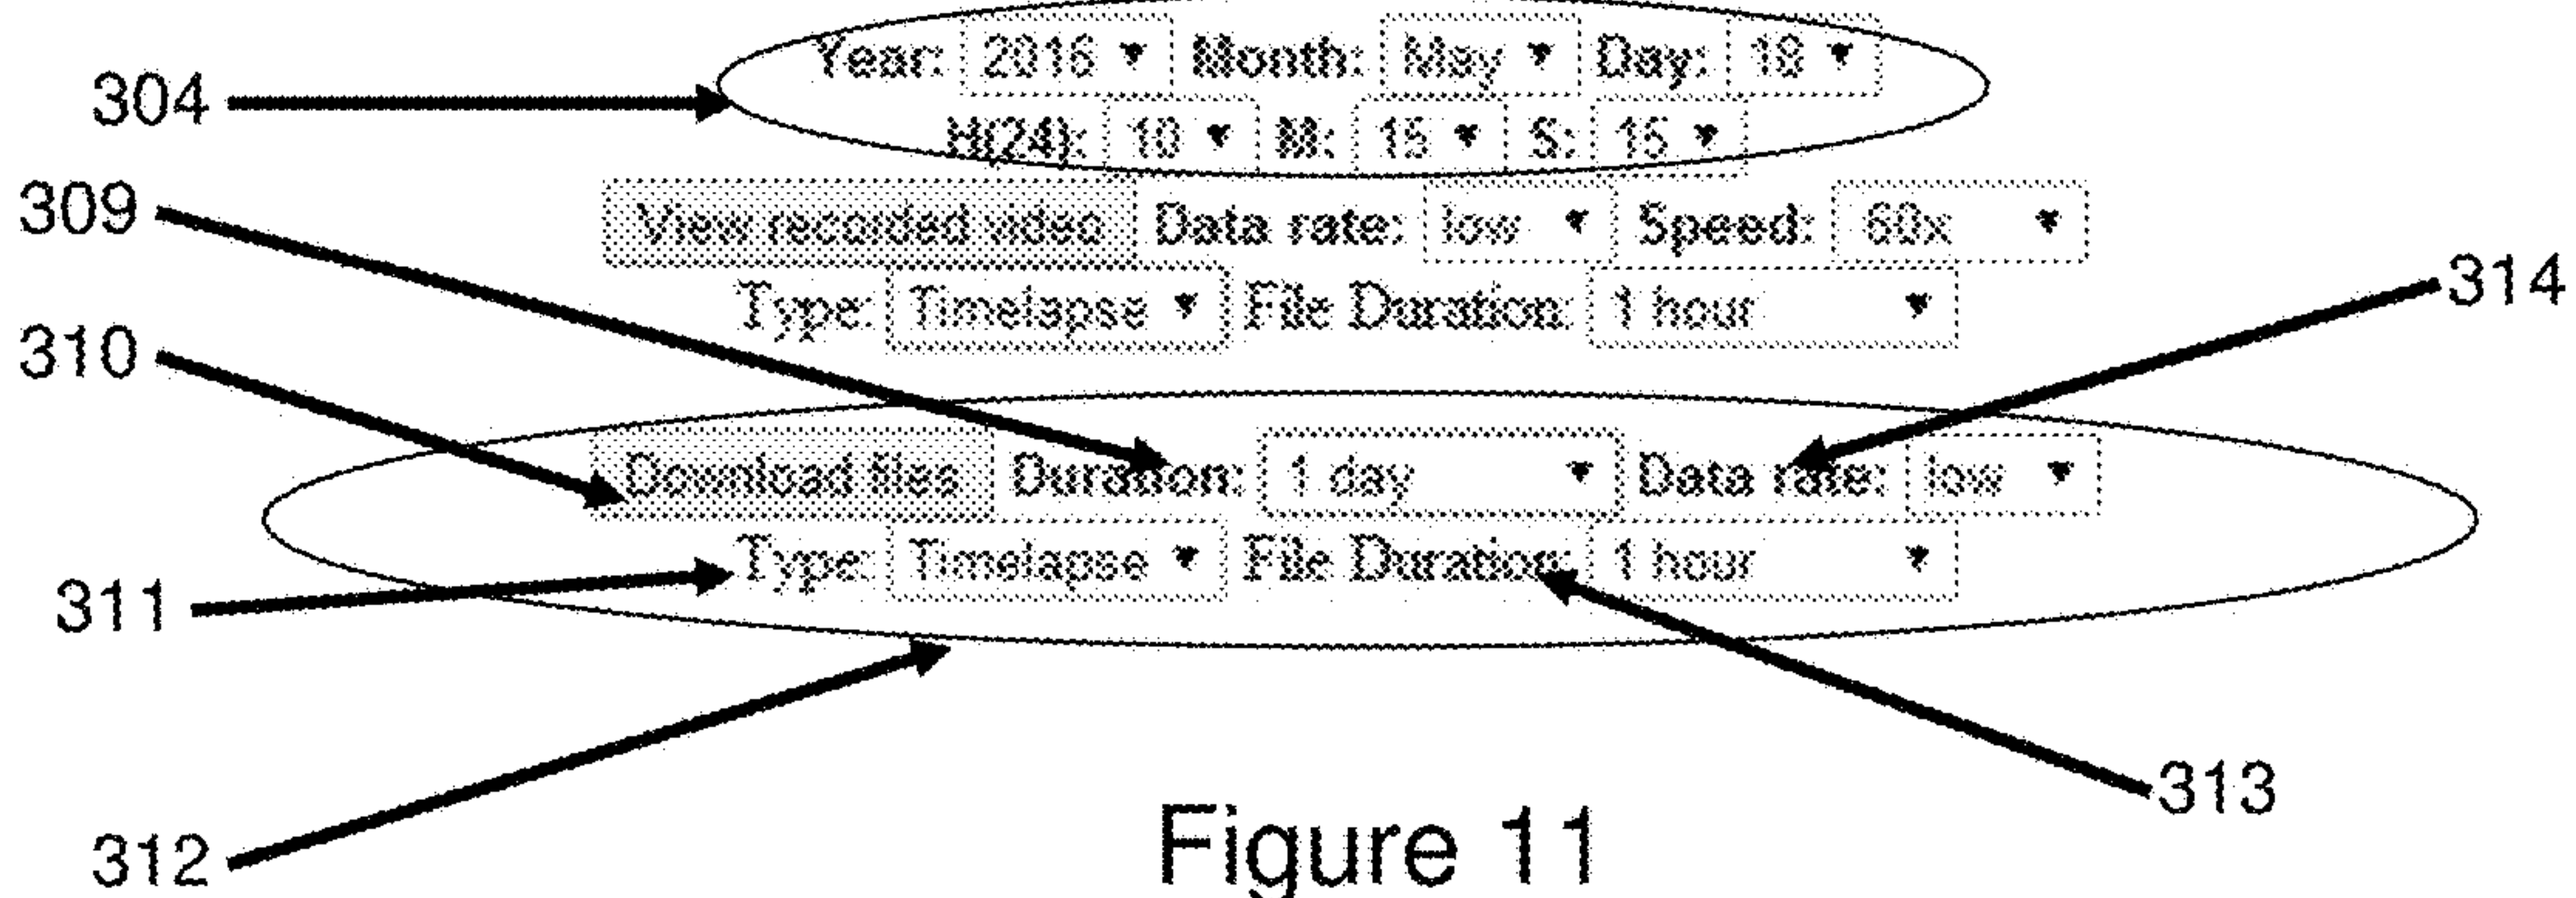 Year: 2016 Month: May Day: 18
304
H(24): 10 M: 15 S: 15
309
View recorded video Data rate: low Speed: 60x
314
Type: Timelapse File Duration: 1 hour
310
Download files Duration: 1 day Data rate: low
311
Type: Timelapse File Duration: 1 hour
313
312
Figure 11